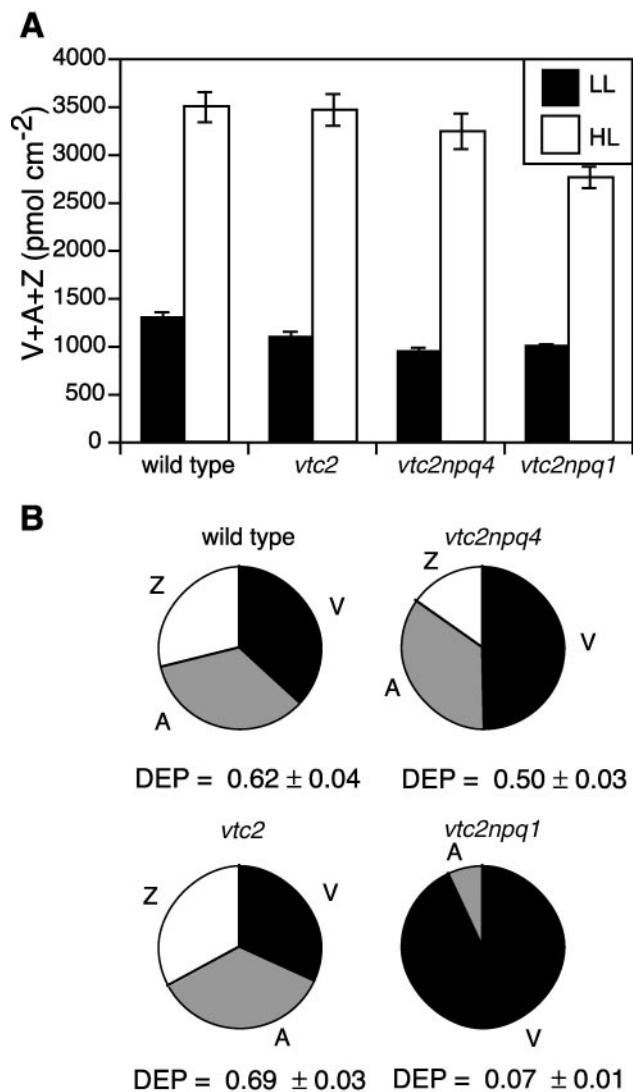 A
V+A+Z (pmol cm-2)
4000
3500
3000
2500
2000
1500
1000
500
0
LL
HL
wild type
vtc2
vtc2npq4
vtc2npq1
B
wild type
Z
V
A
DEP = 0.62 ± 0.04
vtc2npq4
Z
V
A
DEP = 0.50 ± 0.03
vtc2
Z
V
A
DEP = 0.69 ± 0.03
vtc2npq1
A
V
DEP = 0.07 ± 0.01